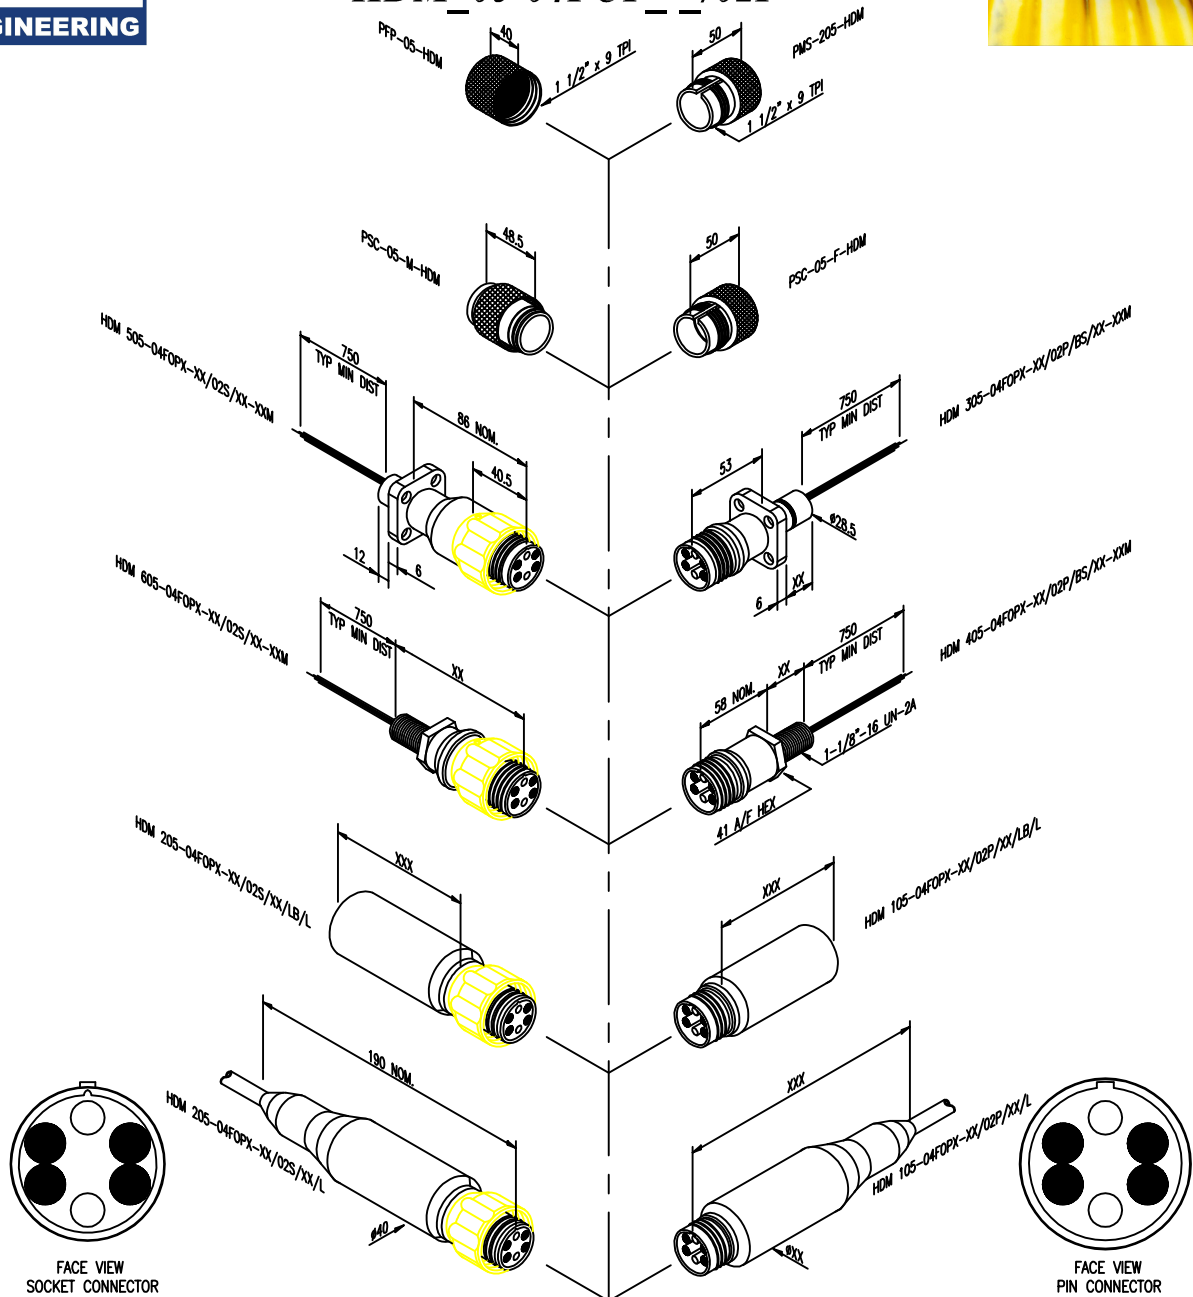 GINEERING
PFP-05-HDM
40
1 1/2" x 9 TPI
50
PMS-205-HDM
1 1/2" x 9 TPI
PSC-05-M-HDM
48.5
50
PSC-05-F-HDM
HDM 505-04FOPX-XX/02S/XX-XXM
750
TYP MIN DIST
86 NOM.
40.5
12
6
HDM 305-04FOPX-XX/02P/BS/XX-XXM
750
TYP MIN DIST
53
ø28.5
6
XX
HDM 605-04FOPX-XX/02S/XX-XXM
750
TYP MIN DIST
XX
HDM 405-04FOPX-XX/02P/BS/XX-XXM
750
TYP MIN DIST
XX
58 NOM.
1-1/8"-16 UN-2A
41 A/F HEX
HDM 205-04FOPX-XX/02S/XX/LB/L
XXX
HDM 105-04FOPX-XX/02P/XX/LB/L
XXX
HDM 205-04FOPX-XX/02S/XX/L
190 NOM.
ø40
HDM 105-04FOPX-XX/02P/XX/L
XXX
øXX
FACE VIEW
SOCKET CONNECTOR
FACE VIEW
PIN CONNECTOR